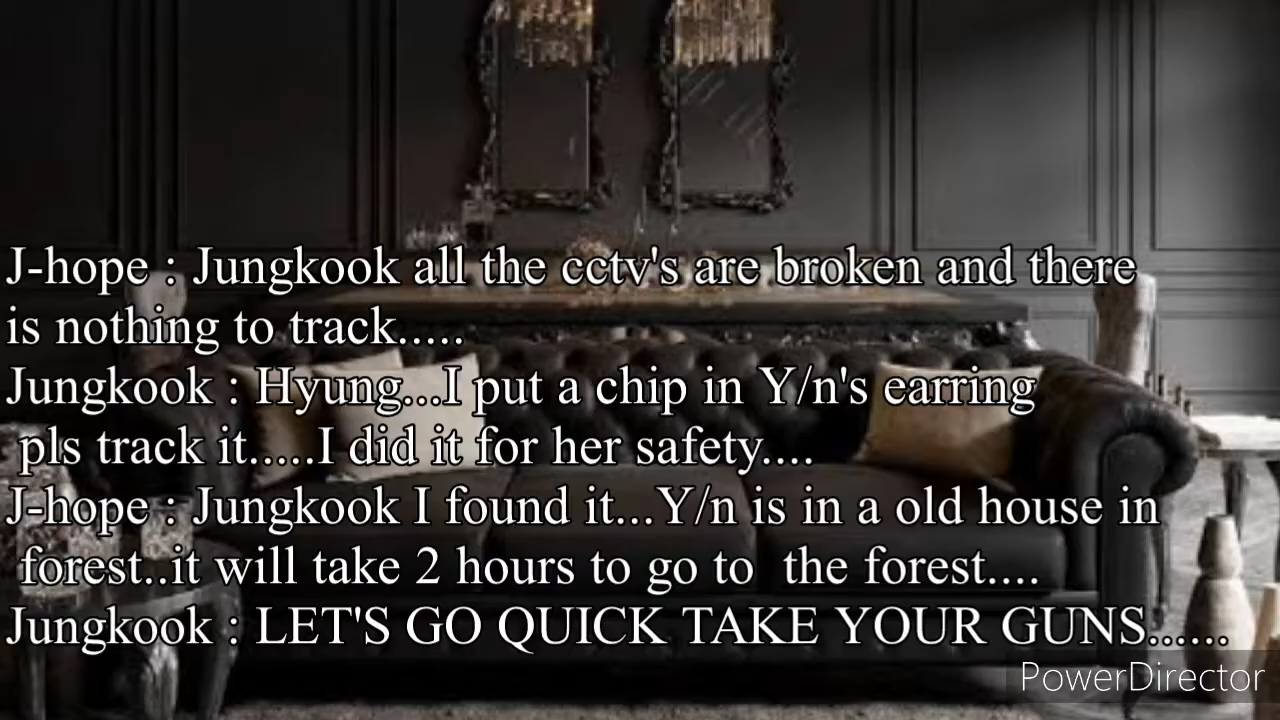 J-hope : Jungkook all the cctv's are broken and there
is nothing to track.....
Jungkook : Hyung...I put a chip in Y/n's earring
pls track it.....I did it for her safety....
J-hope : Jungkook I found it...Y/n is in a old house in
forest..it will take 2 hours to go to the forest....
Jungkook : LET'S GO QUICK TAKE YOUR GUNS......
PowerDirector